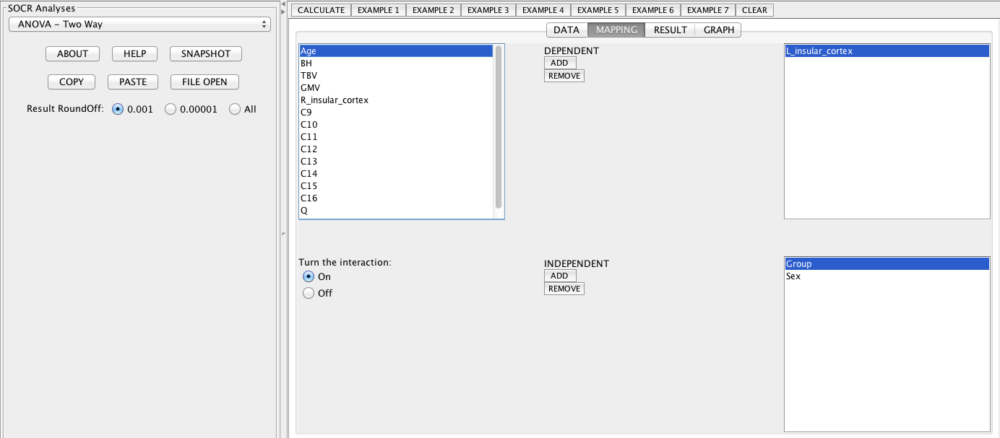 SOCR Analyses
ANOVA - Two Way
ABOUT HELP SNAPSHOT
COPY PASTE FILE OPEN
Result RoundOff: 0.001 0.00001 All
CALCULATE EXAMPLE 1 EXAMPLE 2 EXAMPLE 3 EXAMPLE 4 EXAMPLE 5 EXAMPLE 6 EXAMPLE 7 CLEAR
DATA MAPPING RESULT GRAPH
Age
BH
TBV
GMV
R_insular_cortex
C9
C10
C11
C12
C13
C14
C15
C16
Q
DEPENDENT
ADD
REMOVE
L_insular_cortex
Turn the interaction:
On
Off
INDEPENDENT
ADD
REMOVE
Group
Sex